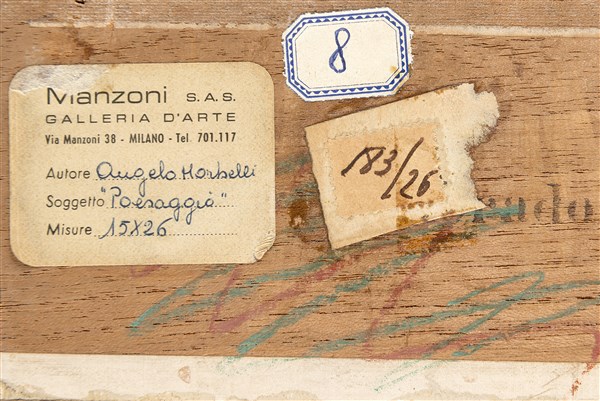 Manzoni S.A.S.
GALLERIA D'ARTE
Via Manzoni 38 - MILANO - Tel. 701.117
Autore Angelo Morbelli
Soggetto "Paesaggio"
Misure 15X26
8
183/26